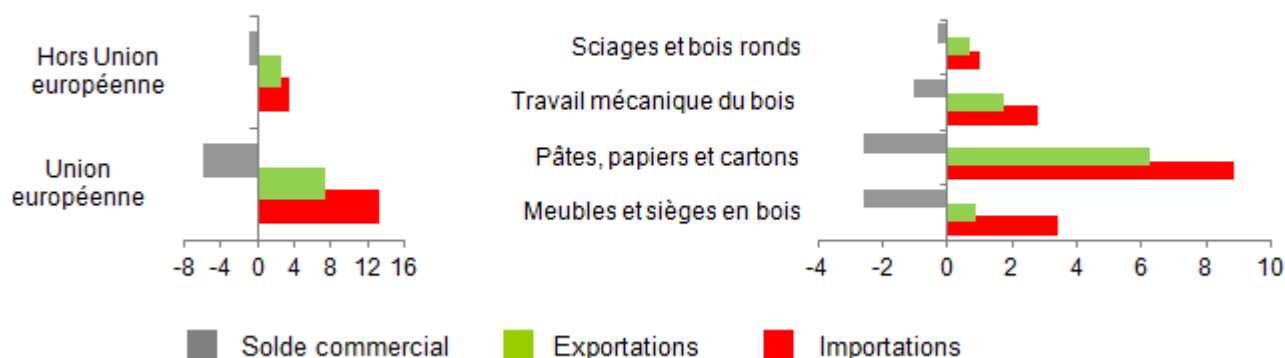 Hors Union
européenne
Union
européenne
-8 -4 0 4 8 12 16
Sciages et bois ronds
Travail mécanique du bois
Pâtes, papiers et cartons
Meubles et sièges en bois
-4 -2 0 2 4 6 8 10
Solde commercial Exportations Importations